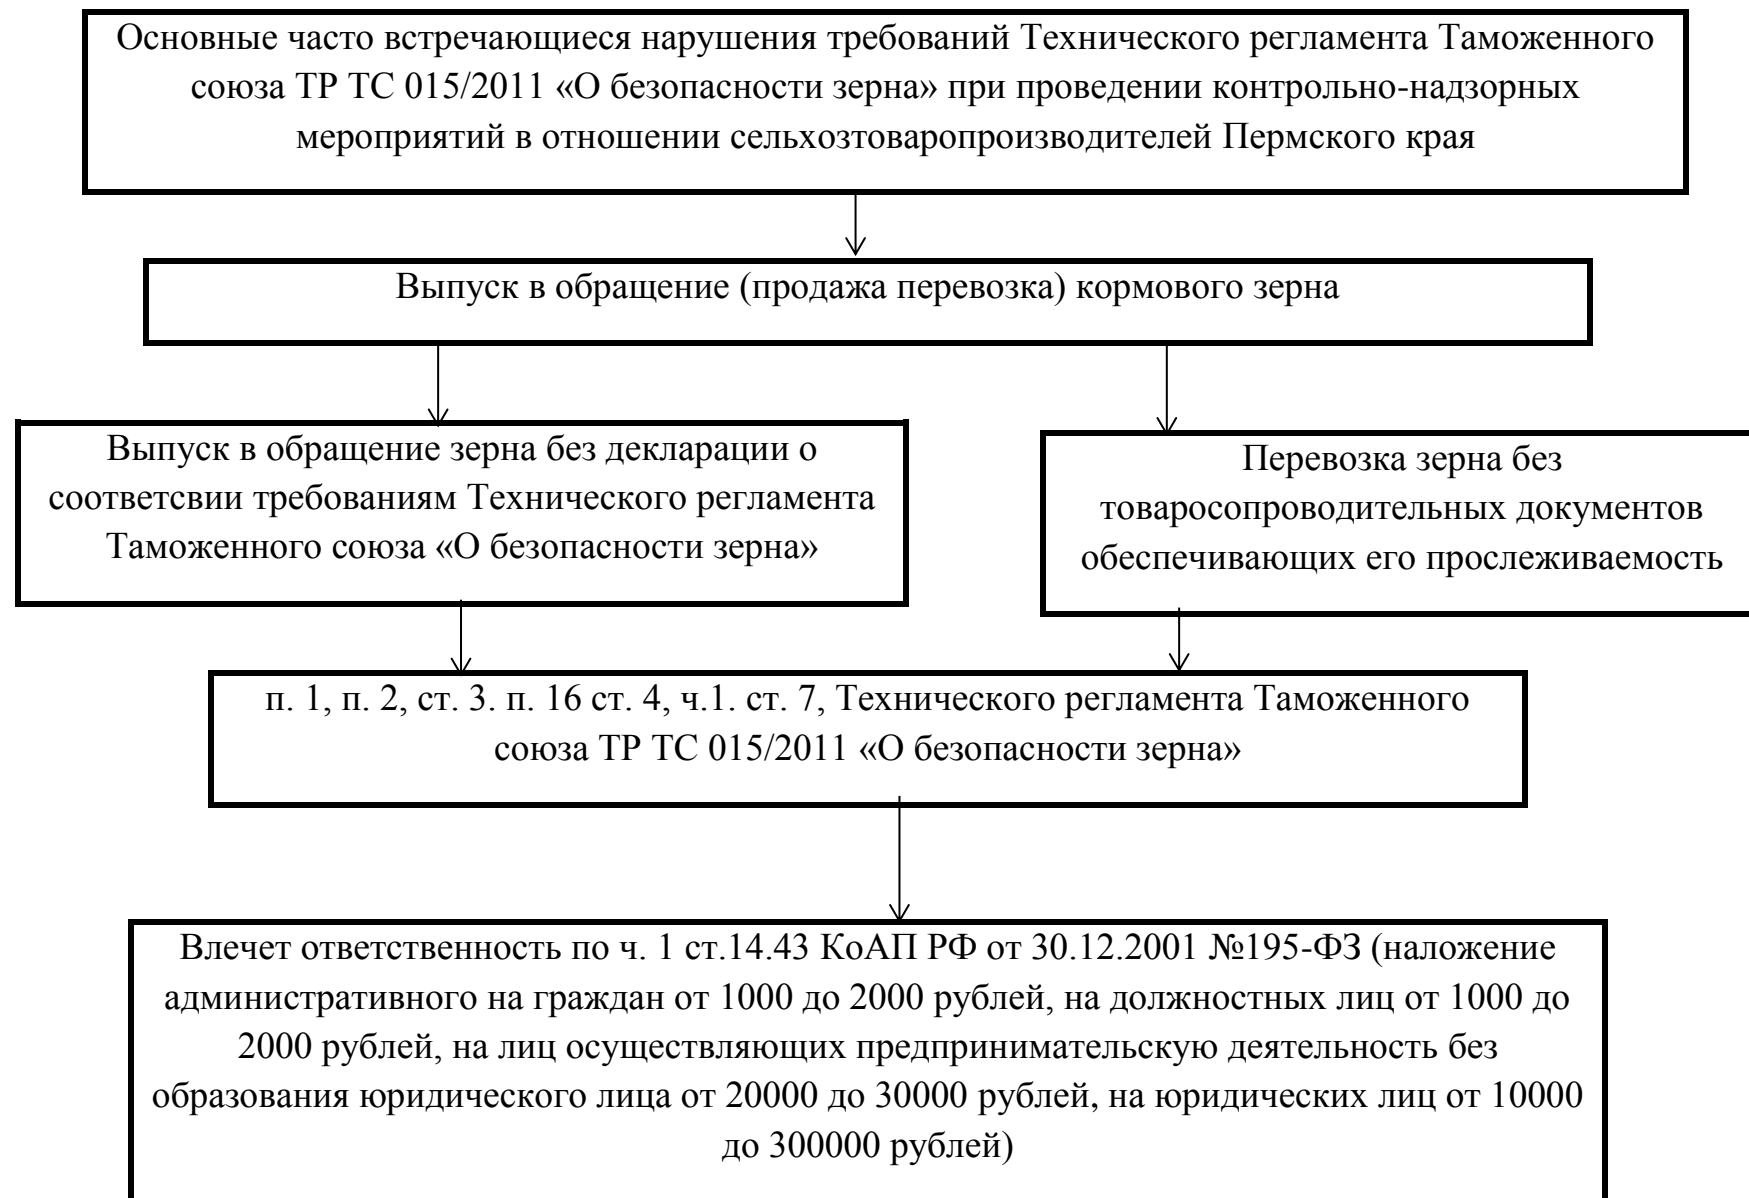 Основные часто встречающиеся нарушения требований Технического регламента Таможенного
союза ТР ТС 015/2011 «О безопасности зерна» при проведении контрольно-надзорных
мероприятий в отношении сельхозтоваропроизводителей Пермского края
Выпуск в обращение (продажа перевозка) кормового зерна
Выпуск в обращение зерна без декларации о
соответсвии требованиям Технического регламента
Таможенного союза «О безопасности зерна»
Перевозка зерна без
товаросопроводительных документов
обеспечивающих его прослеживаемость
п. 1, п. 2, ст. 3. п. 16 ст. 4, ч.1. ст. 7, Технического регламента Таможенного
союза ТР ТС 015/2011 «О безопасности зерна»
Влечет ответственность по ч. 1 ст.14.43 КоАП РФ от 30.12.2001 №195-ФЗ (наложение
административного на граждан от 1000 до 2000 рублей, на должностных лиц от 1000 до
2000 рублей, на лиц осуществляющих предпринимательскую деятельность без
образования юридического лица от 20000 до 30000 рублей, на юридических лиц от 10000
до 300000 рублей)